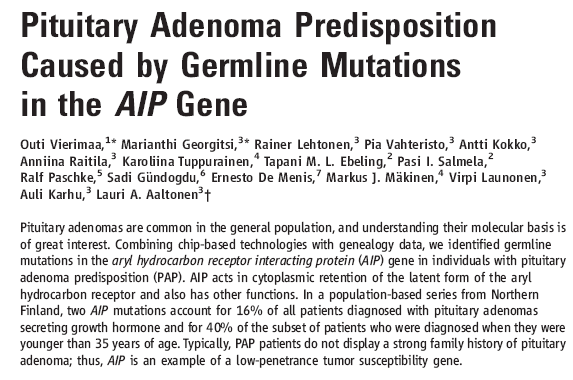 Pituitary Adenoma Predisposition
Caused by Germline Mutations
in the AIP Gene
Outi Vierimaa,1* Marianthi Georgitsi,3* Rainer Lehtonen,3 Pia Vahteristo,3 Antti Kokko,3
Anniina Raitila,3 Karoliina Tuppurainen,4 Tapani M. L. Ebeling,2 Pasi I. Salmela,2
Ralf Paschke,5 Sadi Gündogdu,6 Ernesto De Menis,7 Markus J. Mäkinen,4 Virpi Launonen,3
Auli Karhu,3 Lauri A. Aaltonen3†
Pituitary adenomas are common in the general population, and understanding their molecular basis is
of great interest. Combining chip-based technologies with genealogy data, we identified germline
mutations in the aryl hydrocarbon receptor interacting protein (AIP) gene in individuals with pituitary
adenoma predisposition (PAP). AIP acts in cytoplasmic retention of the latent form of the aryl
hydrocarbon receptor and also has other functions. In a population-based series from Northern
Finland, two AIP mutations account for 16% of all patients diagnosed with pituitary adenomas
secreting growth hormone and for 40% of the subset of patients who were diagnosed when they were
younger than 35 years of age. Typically, PAP patients do not display a strong family history of pituitary
adenoma; thus, AIP is an example of a low-penetrance tumor susceptibility gene.